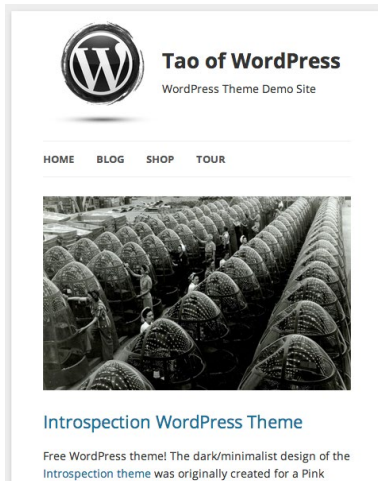 Tao of WordPress
WordPress Theme Demo Site
HOME BLOG SHOP TOUR
Introspection WordPress Theme
Free WordPress theme! The dark/minimalist design of the
Introspection theme was originally created for a Pink